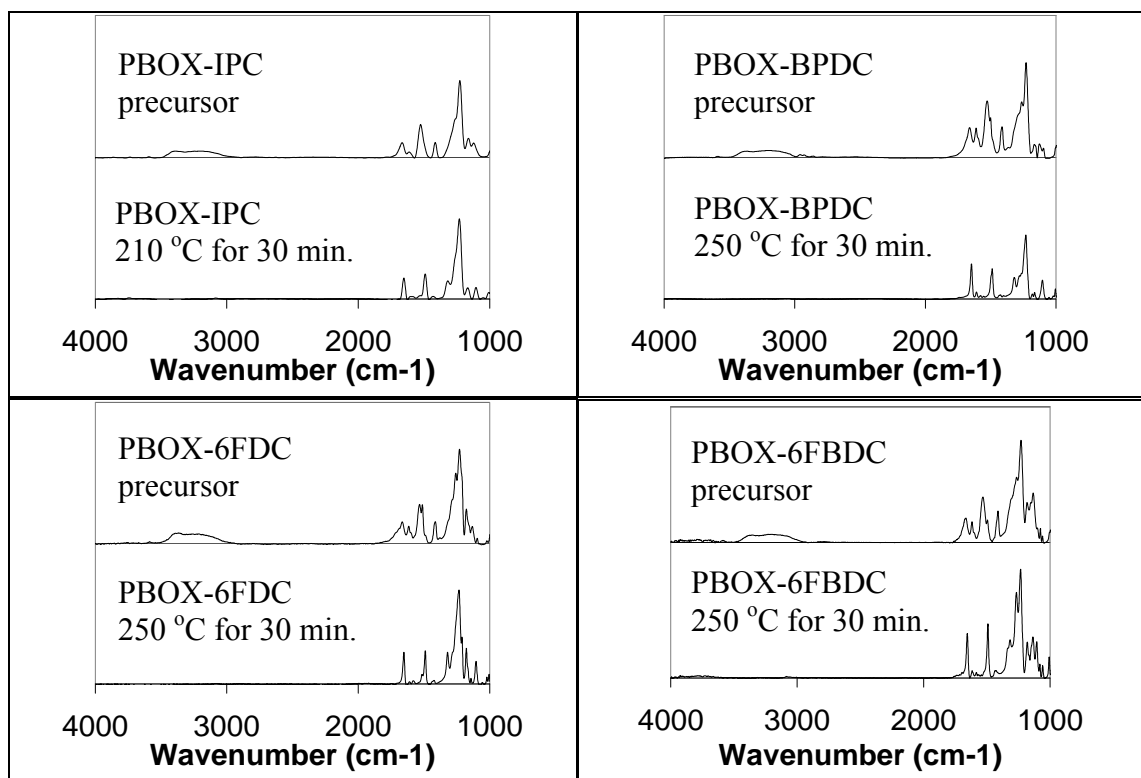 PBOX-IPC
precursor
PBOX-IPC
210 °C for 30 min.
4000 3000 2000 1000
Wavenumber (cm-1)
PBOX-BPDC
precursor
PBOX-BPDC
250 °C for 30 min.
4000 3000 2000 1000
Wavenumber (cm-1)
PBOX-6FDC
precursor
PBOX-6FDC
250 °C for 30 min.
4000 3000 2000 1000
Wavenumber (cm-1)
PBOX-6FBDC
precursor
PBOX-6FBDC
250 °C for 30 min.
4000 3000 2000 1000
Wavenumber (cm-1)